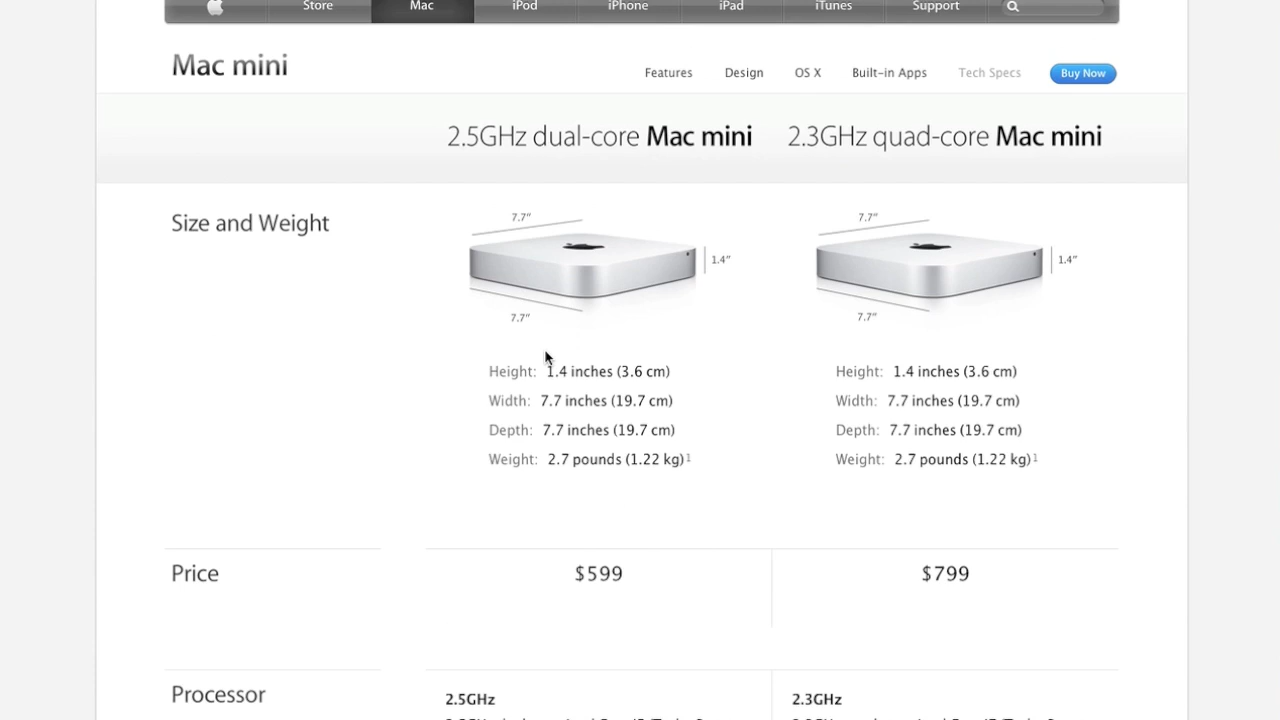 Store Mac iPod iPhone iPad iTunes Support
Mac mini
Features Design OS X Built-in Apps Tech Specs Buy Now
2.5GHz dual-core Mac mini 2.3GHz quad-core Mac mini
Size and Weight
7.7" 7.7"
1.4" 1.4"
7.7" 7.7"
Height: 1.4 inches (3.6 cm) Height: 1.4 inches (3.6 cm)
Width: 7.7 inches (19.7 cm) Width: 7.7 inches (19.7 cm)
Depth: 7.7 inches (19.7 cm) Depth: 7.7 inches (19.7 cm)
Weight: 2.7 pounds (1.22 kg)1 Weight: 2.7 pounds (1.22 kg)1
Price $599 $799
Processor 2.5GHz 2.3GHz